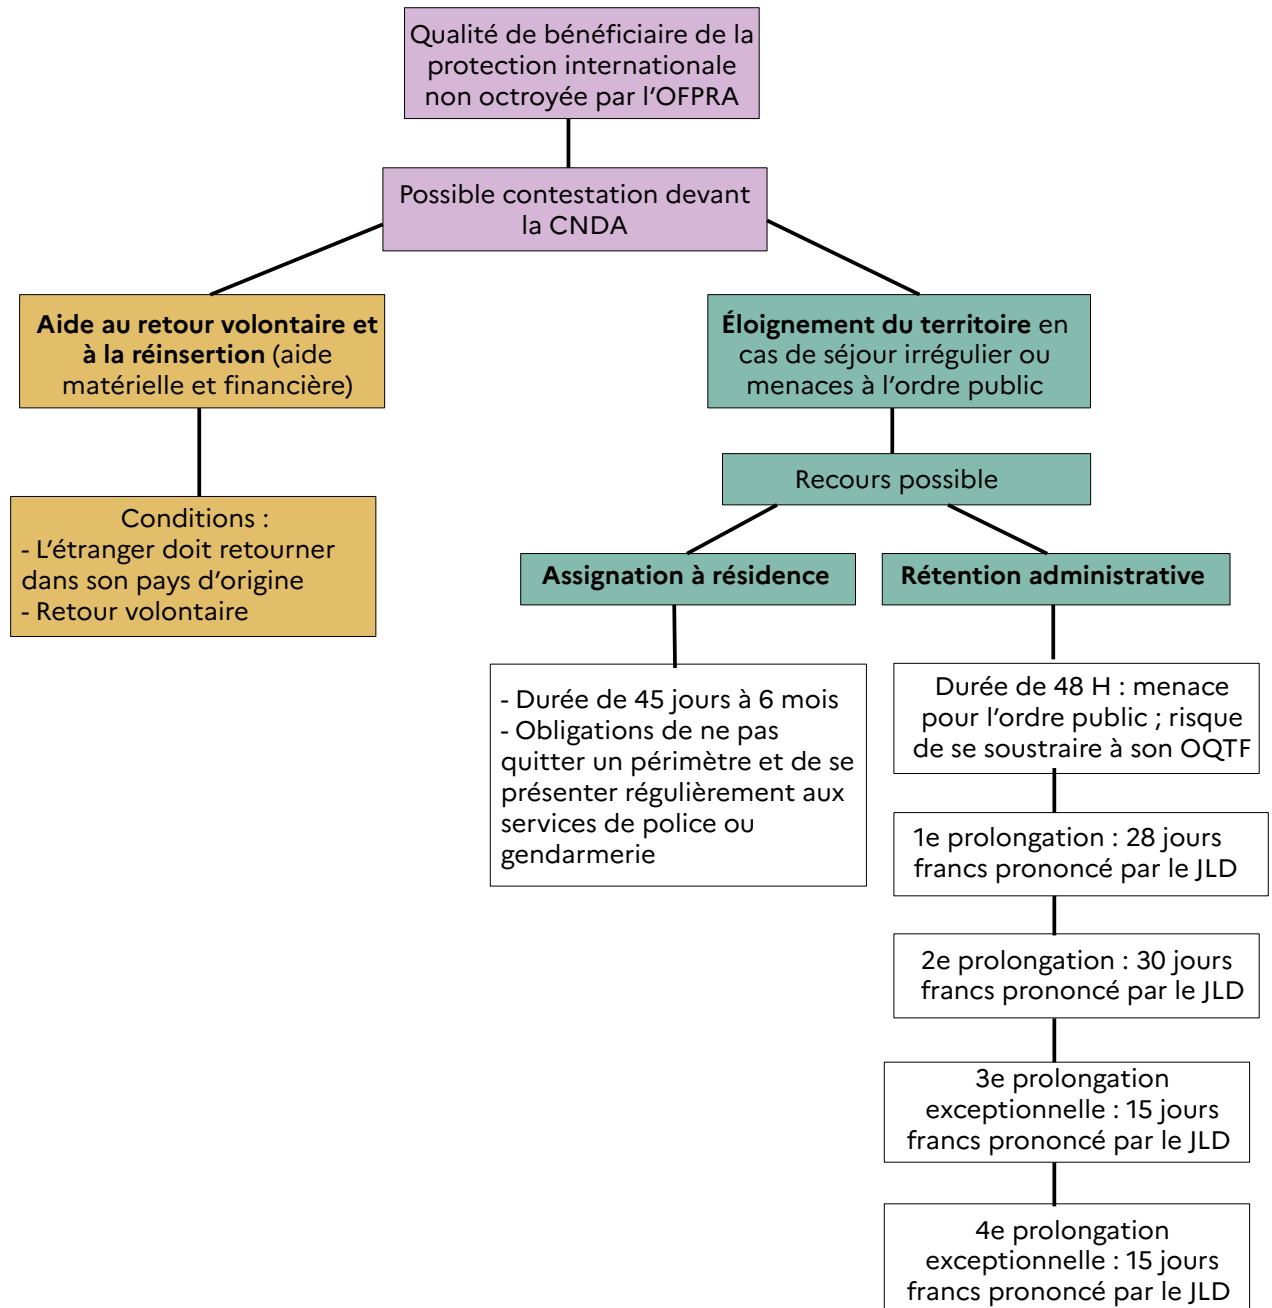 Qualité de bénéficiaire de la
protection internationale
non octroyée par l'OFPRA
Possible contestation devant
la CNDA
Aide au retour volontaire et
à la réinsertion (aide
matérielle et financière)
Conditions :
- L'étranger doit retourner
dans son pays d'origine
- Retour volontaire
Éloignement du territoire en
cas de séjour irrégulier ou
menaces à l'ordre public
Recours possible
Assignation à résidence
- Durée de 45 jours à 6 mois
- Obligations de ne pas
quitter un périmètre et de se
présenter régulièrement aux
services de police ou
gendarmerie
Rétention administrative
Durée de 48 H : menace
pour l'ordre public ; risque
de se soustraire à son OQTF
1e prolongation : 28 jours
francs prononcé par le JLD
2e prolongation : 30 jours
francs prononcé par le JLD
3e prolongation
exceptionnelle : 15 jours
francs prononcé par le JLD
4e prolongation
exceptionnelle : 15 jours
francs prononcé par le JLD